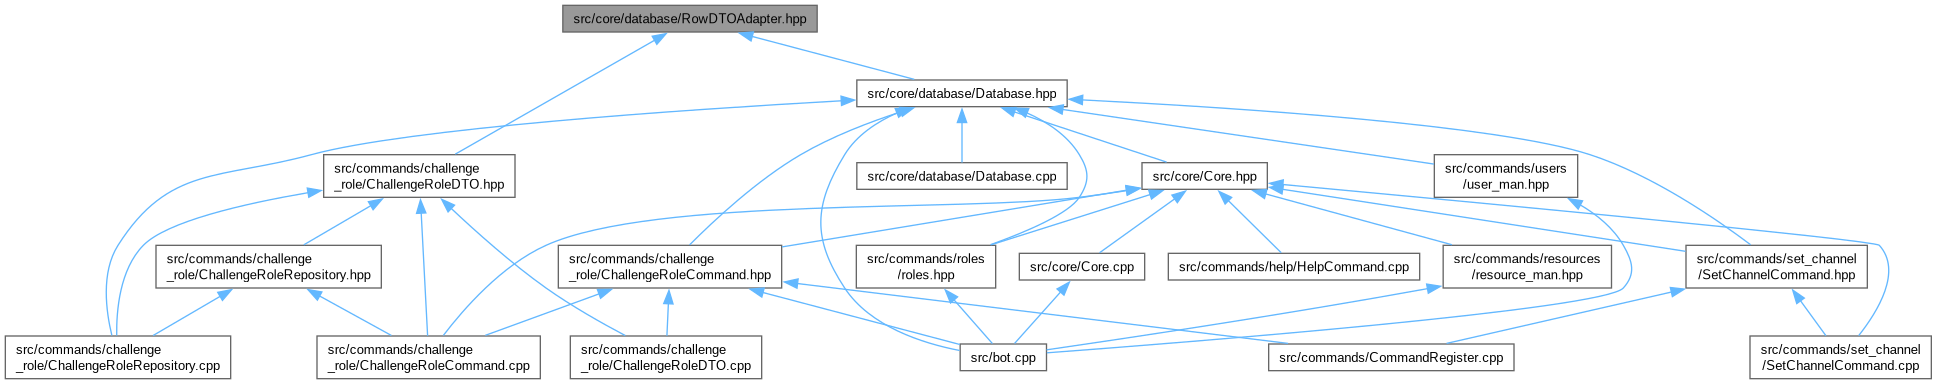 src/core/database/RowDTOAdapter.hpp
src/core/database/Database.hpp
src/commands/challenge
_role/ChallengeRoleDTO.hpp
src/core/database/Database.cpp
src/core/Core.hpp
src/commands/users
/user_man.hpp
src/commands/challenge
_role/ChallengeRoleRepository.hpp
src/commands/challenge
_role/ChallengeRoleCommand.hpp
src/commands/roles
/roles.hpp
src/core/Core.cpp
src/commands/help/HelpCommand.cpp
src/commands/resources
/resource_man.hpp
src/commands/set_channel
/SetChannelCommand.hpp
src/commands/challenge
_role/ChallengeRoleRepository.cpp
src/commands/challenge
_role/ChallengeRoleCommand.cpp
src/commands/challenge
_role/ChallengeRoleDTO.cpp
src/bot.cpp
src/commands/CommandRegister.cpp
src/commands/set_channel
/SetChannelCommand.cpp